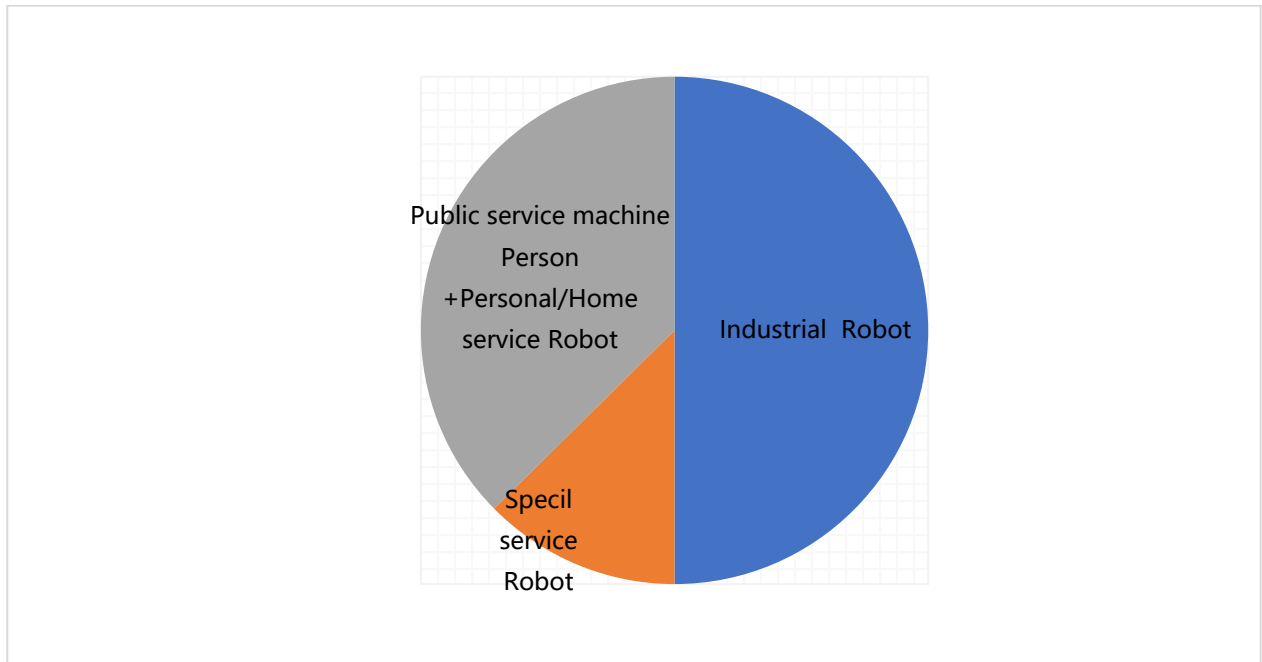 Public service machine
Person
+Personal/Home
service Robot
Industrial  Robot
Specil
service
Robot